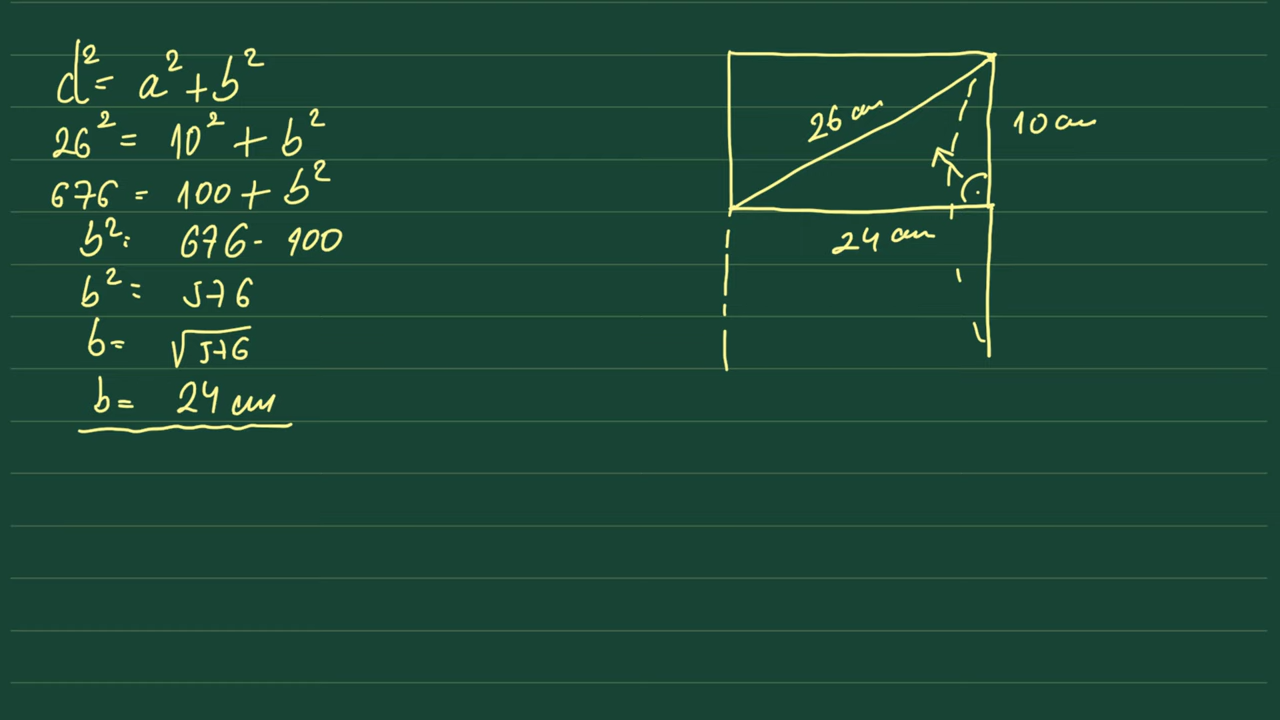 d² = a² + b²
26² = 10² + b²
676 = 100 + b²
b² = 676 - 100
b² = 576
b = √576
b = 24 cm
26 cm
10 cm
24 cm